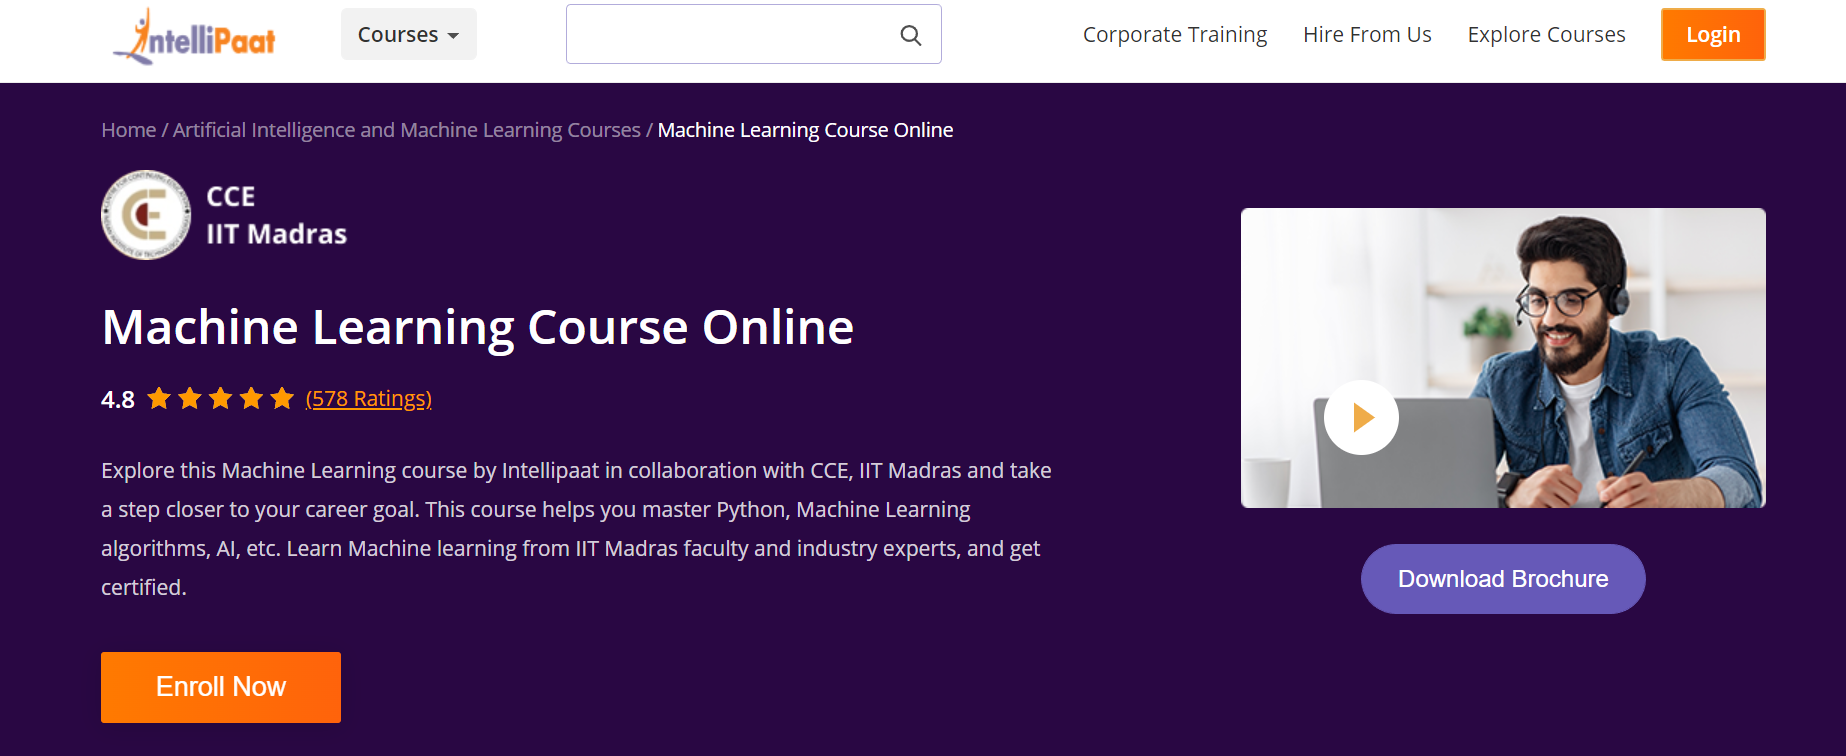 IntelliPaat
Courses
Corporate Training
Hire From Us
Explore Courses
Login
Home / Artificial Intelligence and Machine Learning Courses / Machine Learning Course Online
CCE
IIT Madras
Machine Learning Course Online
4.8 (578 Ratings)
Explore this Machine Learning course by Intellipaat in collaboration with CCE, IIT Madras and take
a step closer to your career goal. This course helps you master Python, Machine Learning
algorithms, AI, etc. Learn Machine learning from IIT Madras faculty and industry experts, and get
certified.
Enroll Now
Download Brochure